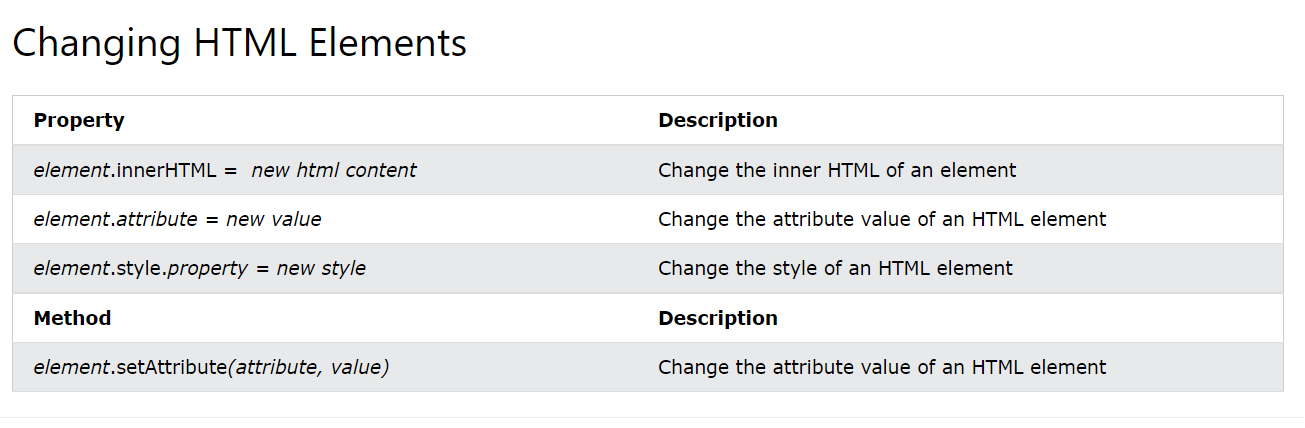 Changing HTML Elements
Property Description
element.innerHTML =  new html content Change the inner HTML of an element
element.attribute = new value Change the attribute value of an HTML element
element.style.property = new style Change the style of an HTML element
Method Description
element.setAttribute(attribute, value) Change the attribute value of an HTML element